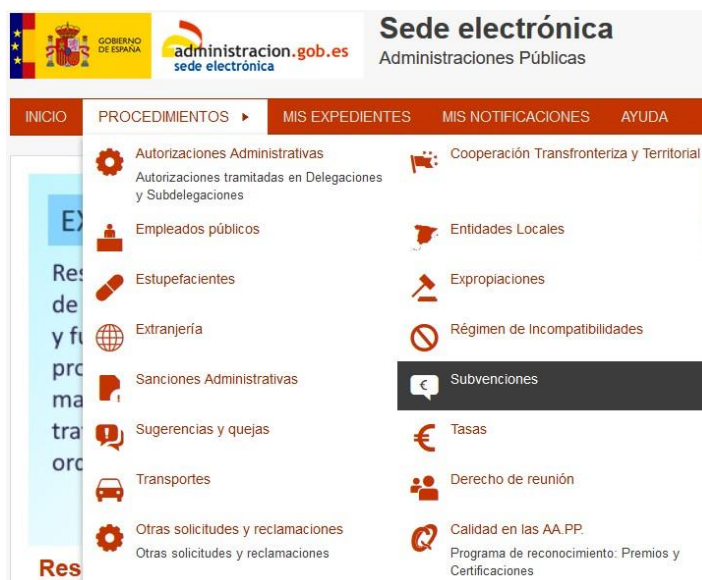 GOBIERNO
DE ESPAÑA
administracion.gob.es
sede electrónica
Sede electrónica
Administraciones Públicas
INICIO
PROCEDIMIENTOS
MIS EXPEDIENTES
MIS NOTIFICACIONES
AYUDA
Autorizaciones Administrativas
Autorizaciones tramitadas en Delegaciones
y Subdelegaciones
Cooperación Transfronteriza y Territorial
Empleados públicos
Entidades Locales
Estupefacientes
Expropiaciones
Extranjería
Régimen de Incompatibilidades
Sanciones Administrativas
€
Subvenciones
Sugerencias y quejas
€
Tasas
Transportes
Derecho de reunión
Otras solicitudes y reclamaciones
Otras solicitudes y reclamaciones
Calidad en las AA.PP.
Programa de reconocimiento: Premios y
Certificaciones
de
Res